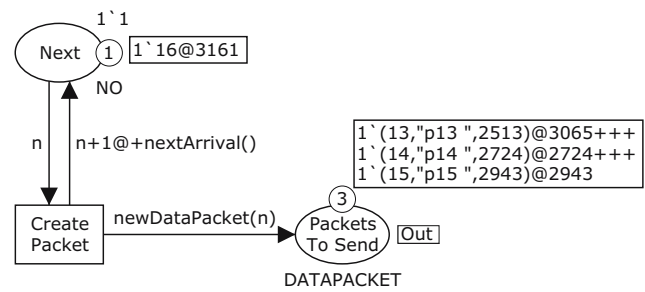 1`1
Next
1
1`16@3161
NO
n
n+1@+nextArrival()
1`(13,"p13 ",2513)@3065+++
1`(14,"p14 ",2724)@2724+++
1`(15,"p15 ",2943)@2943
3
Create
Packet
newDataPacket(n)
Packets
To Send
Out
DATAPACKET